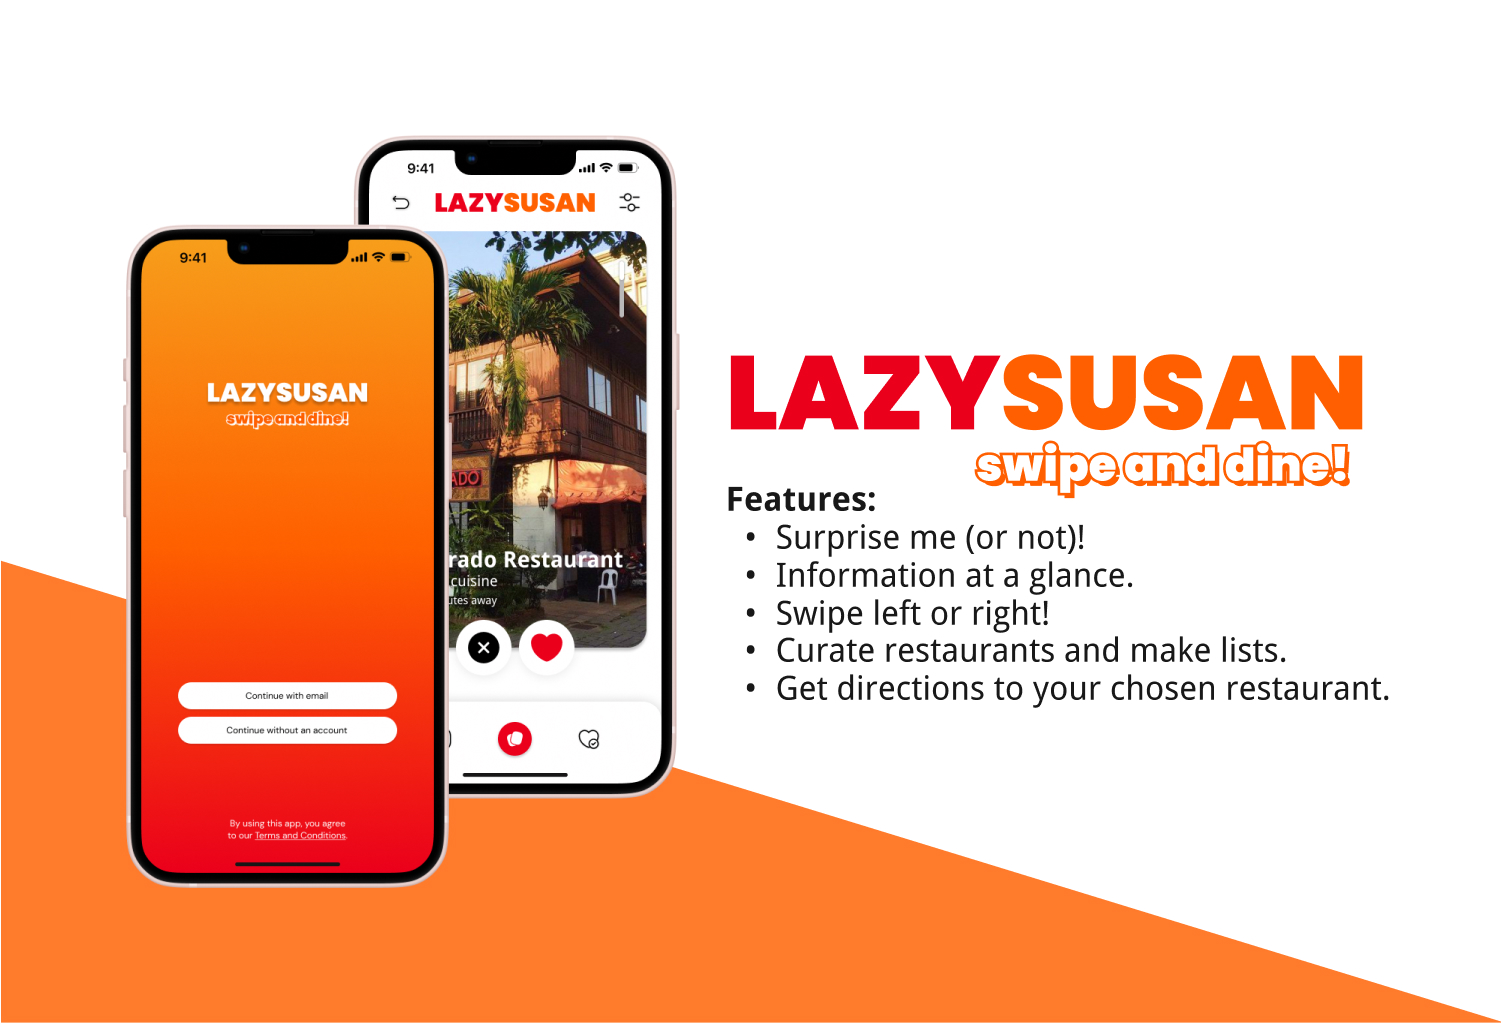 9:41
LAZYSUSAN
swipe and dine!
Continue with email
Continue without an account
By using this app, you agree
to our Terms and Conditions.
9:41
LAZYSUSAN
Restaurant
cuisine
away
LAZYSUSAN
swipe and dine!
Features:
• Surprise me (or not)!
• Information at a glance.
• Swipe left or right!
• Curate restaurants and make lists.
• Get directions to your chosen restaurant.